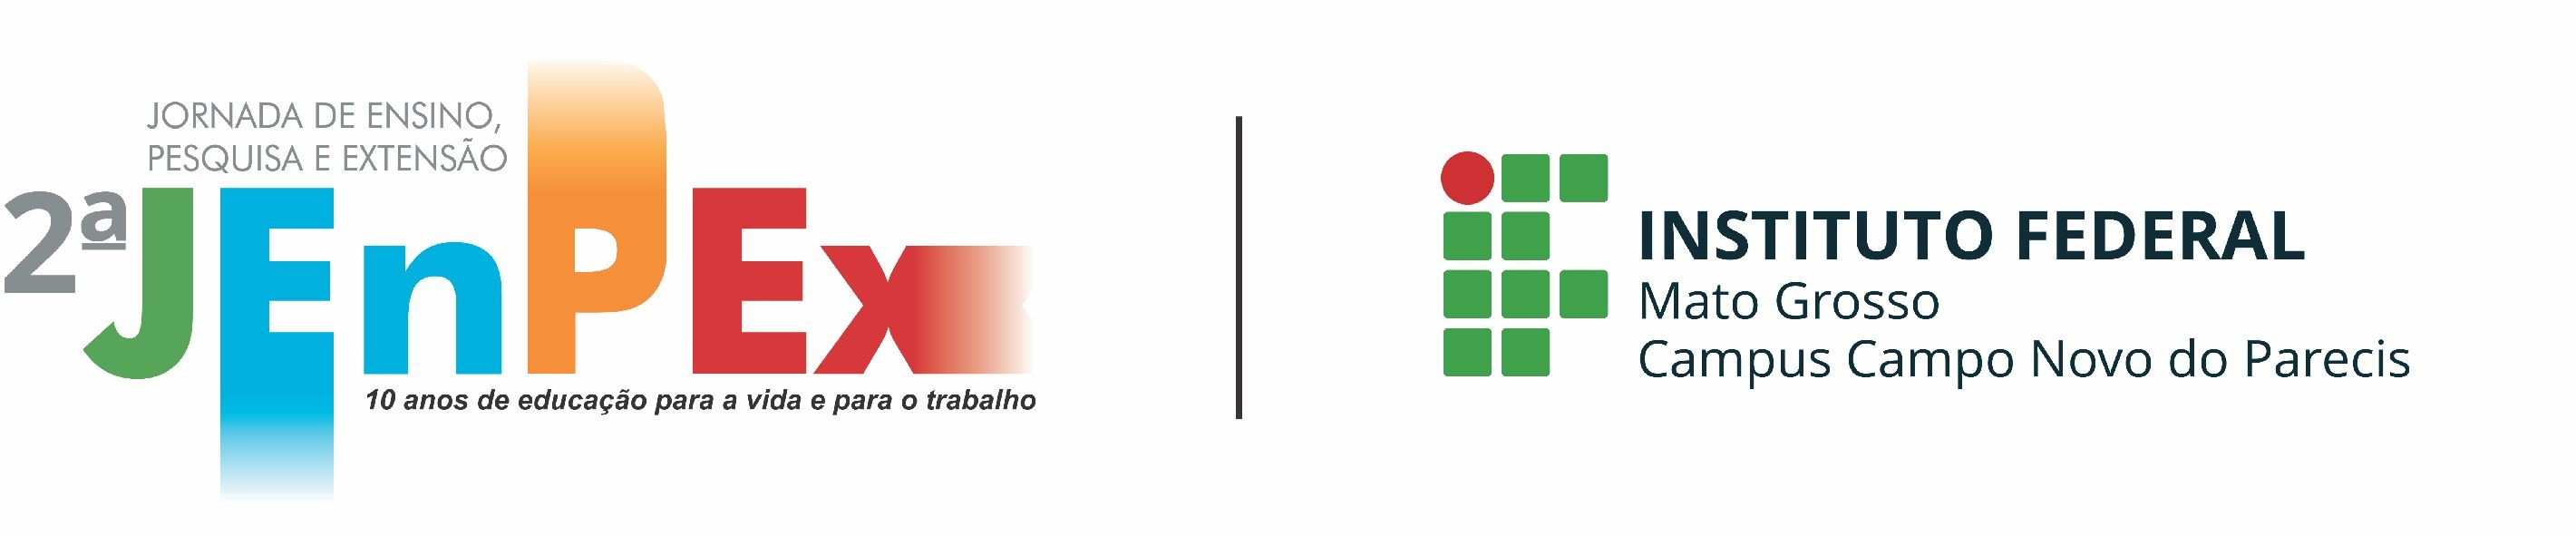 JORNADA DE ENSINO,
PESQUISA E EXTENSÃO
2ª JEnPEx
10 anos de educação para a vida e para o trabalho
INSTITUTO FEDERAL
Mato Grosso
Campus Campo Novo do Parecis